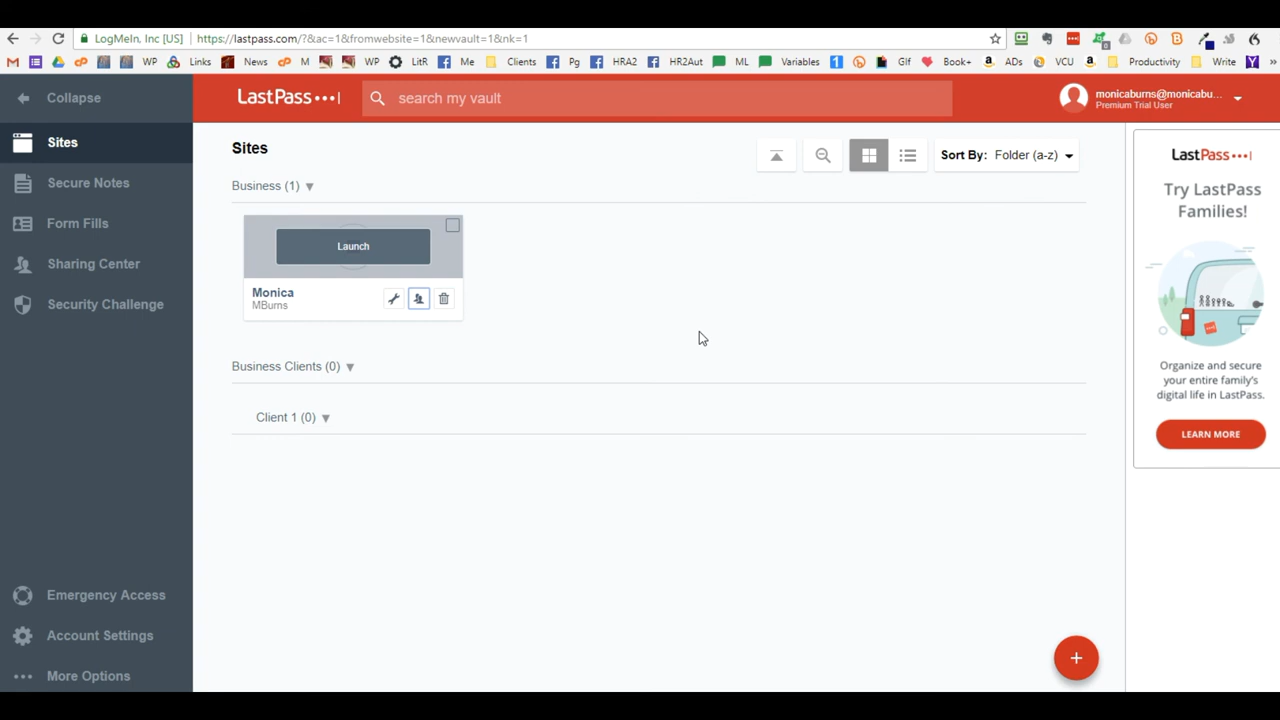 LogMeIn, Inc [US] https://lastpass.com/?&ac=1&fromwebsite=1&newvault=1&nk=1
WP Links News M WP LitR Me Clients Pg HRA2 HR2Aut ML Variables Gif Book+ ADs VCU Productivity Write »
Collapse
LastPass
search my vault
monicaburns@monicabu...
Premium Trial User
Sites
Secure Notes
Form Fills
Sharing Center
Security Challenge
Emergency Access
Account Settings
More Options
Sites
Sort By: Folder (a-z)
Business (1)
Launch
Monica
MBurns
Business Clients (0)
Client 1 (0)
+
LastPass
Try LastPass
Families!
Organize and secure
your entire family's
digital life in LastPass.
LEARN MORE